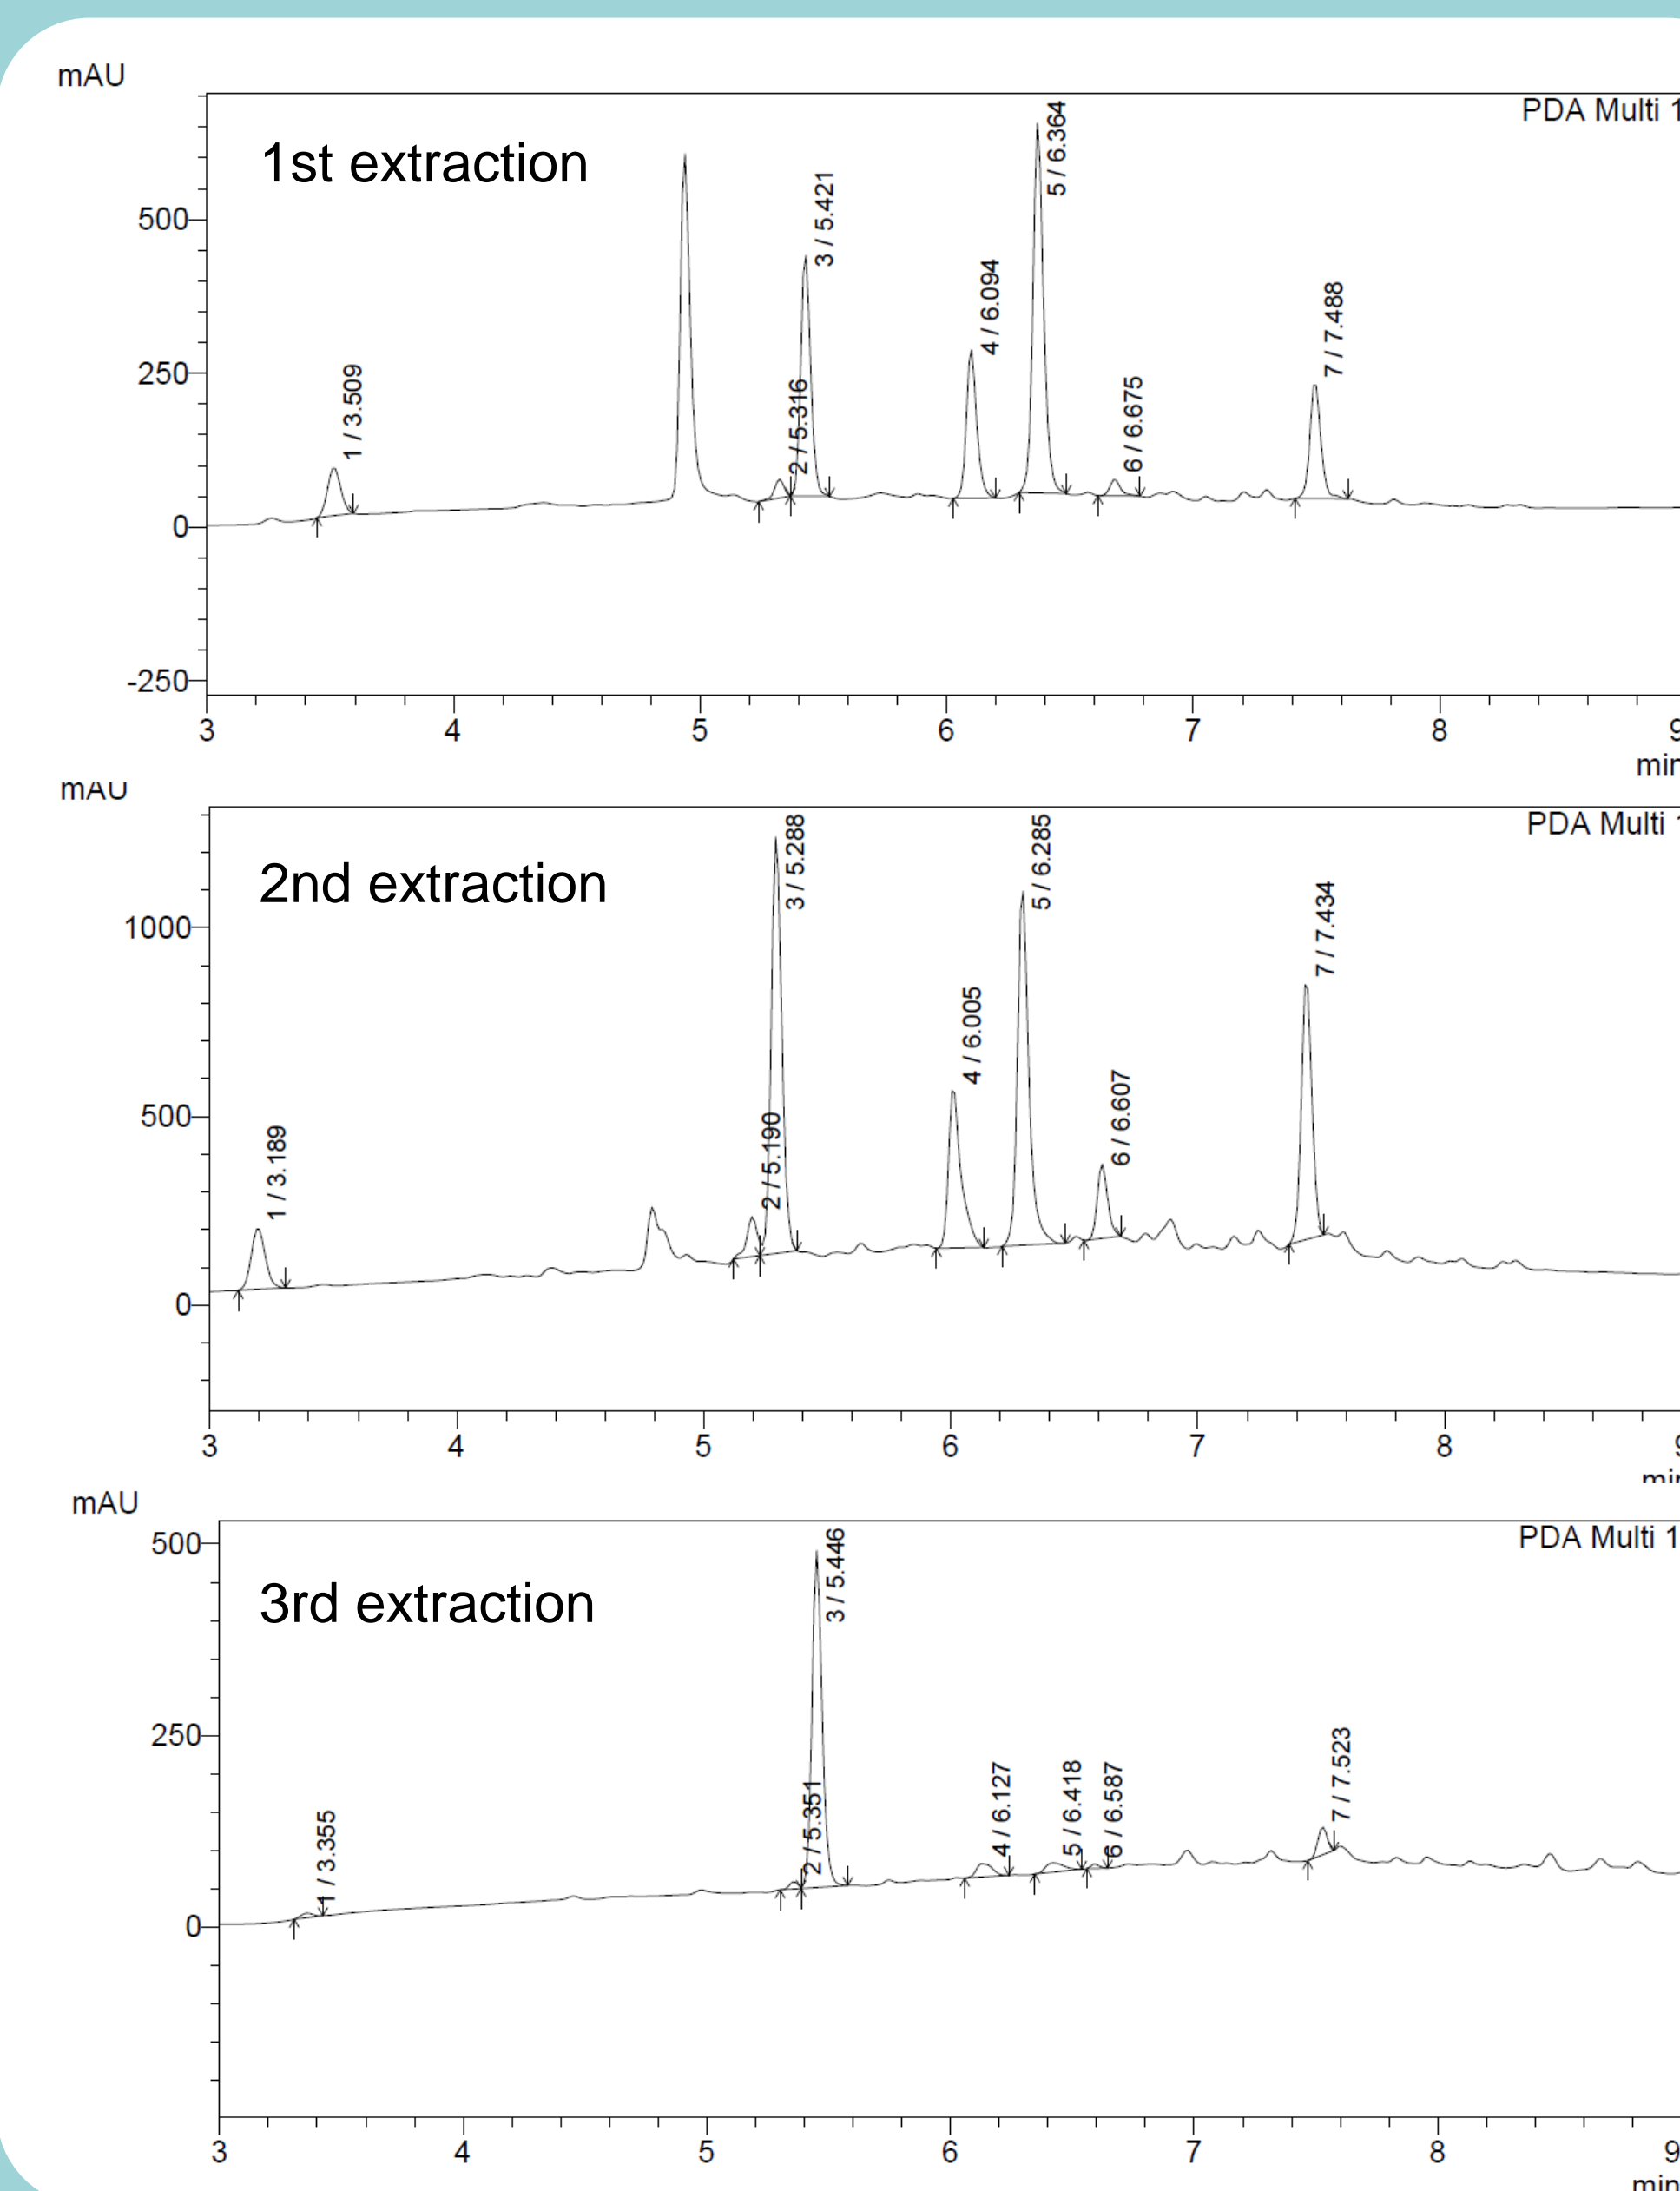 mAU
PDA Multi 1
1st extraction
500
250
0
-250
1 / 3.509
2 / 5.316
3 / 5.421
4 / 6.094
5 / 6.364
6 / 6.675
7 / 7.488
3 4 5 6 7 8 9
min
mAU
PDA Multi 1
2nd extraction
1000
500
0
1 / 3.189
2 / 5.190
3 / 5.288
4 / 6.005
5 / 6.285
6 / 6.607
7 / 7.434
3 4 5 6 7 8 9
min
mAU
PDA Multi 1
3rd extraction
500
250
0
1 / 3.355
2 / 5.351
3 / 5.446
4 / 6.127
5 / 6.418
6 / 6.587
7 / 7.523
3 4 5 6 7 8 9
min